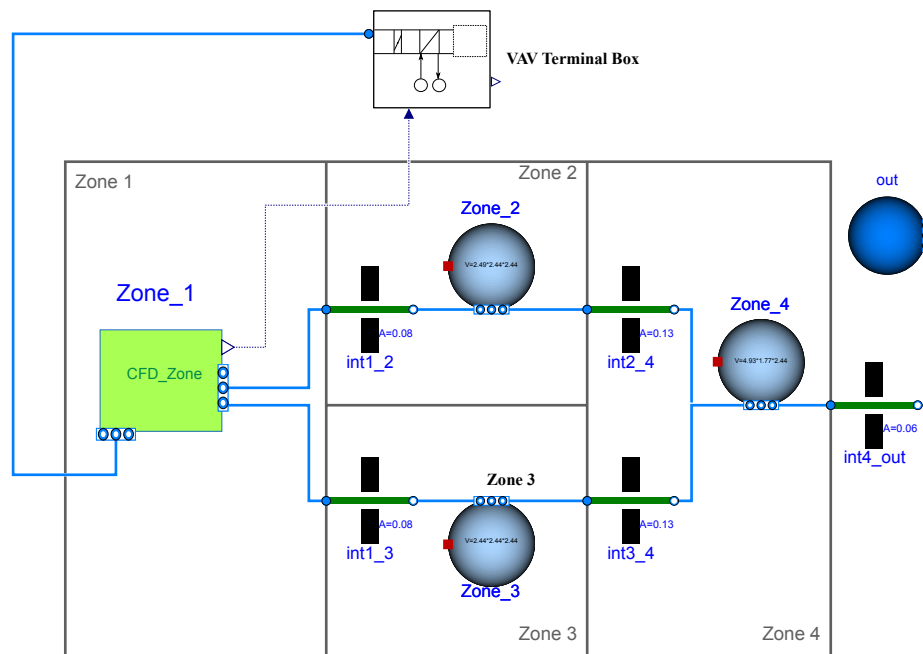 VAV Terminal Box
Zone 1
Zone 2
out
Zone_2
V=2.49*2.44*2.44
Zone_1
Zone_4
A=0.08
A=0.13
int1_2
int2_4
V=4.93*1.77*2.44
CFD_Zone
A=0.06
int4_out
Zone 3
A=0.08
A=0.13
V=2.44*2.44*2.44
int1_3
int3_4
Zone_3
Zone 3
Zone 4